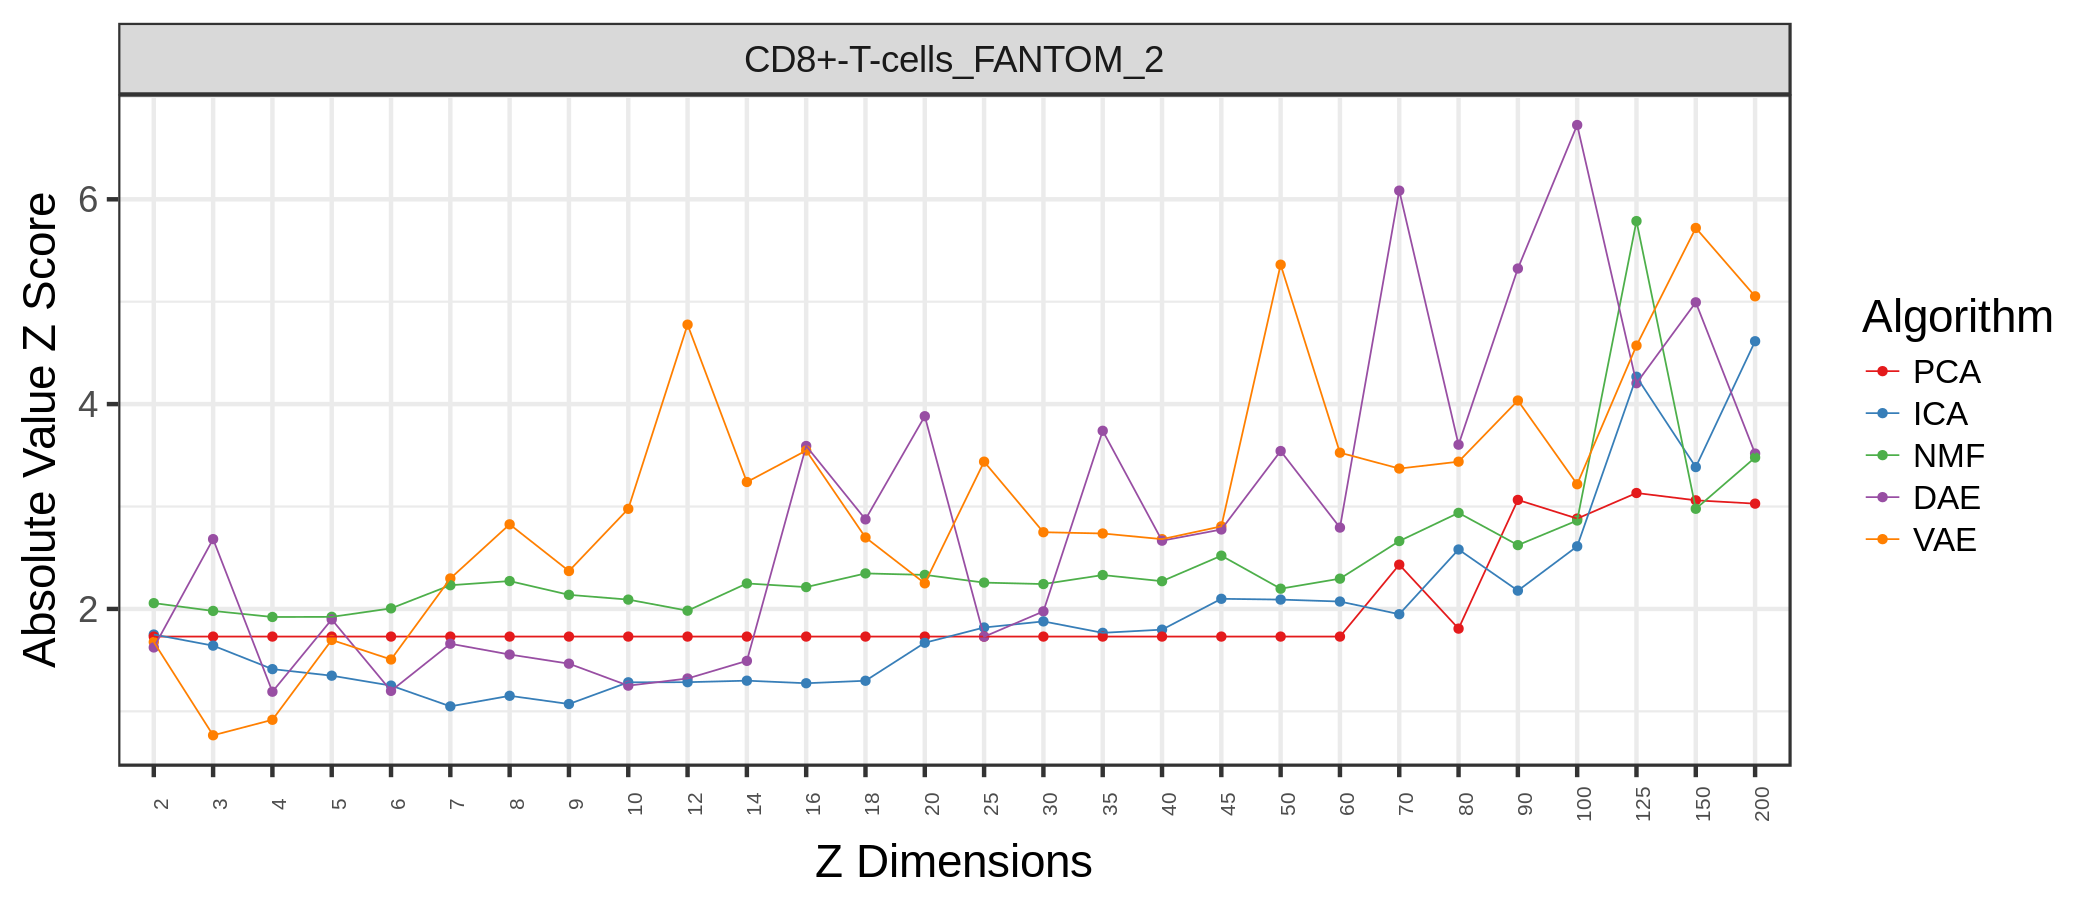 CD8+-T-cells_FANTOM_2
Absolute Value Z Score
6
4
2
2 3 4 5 6 7 8 9 10 12 14 16 18 20 25 30 35 40 45 50 60 70 80 90 100 125 150 200
Z Dimensions
Algorithm
PCA
ICA
NMF
DAE
VAE